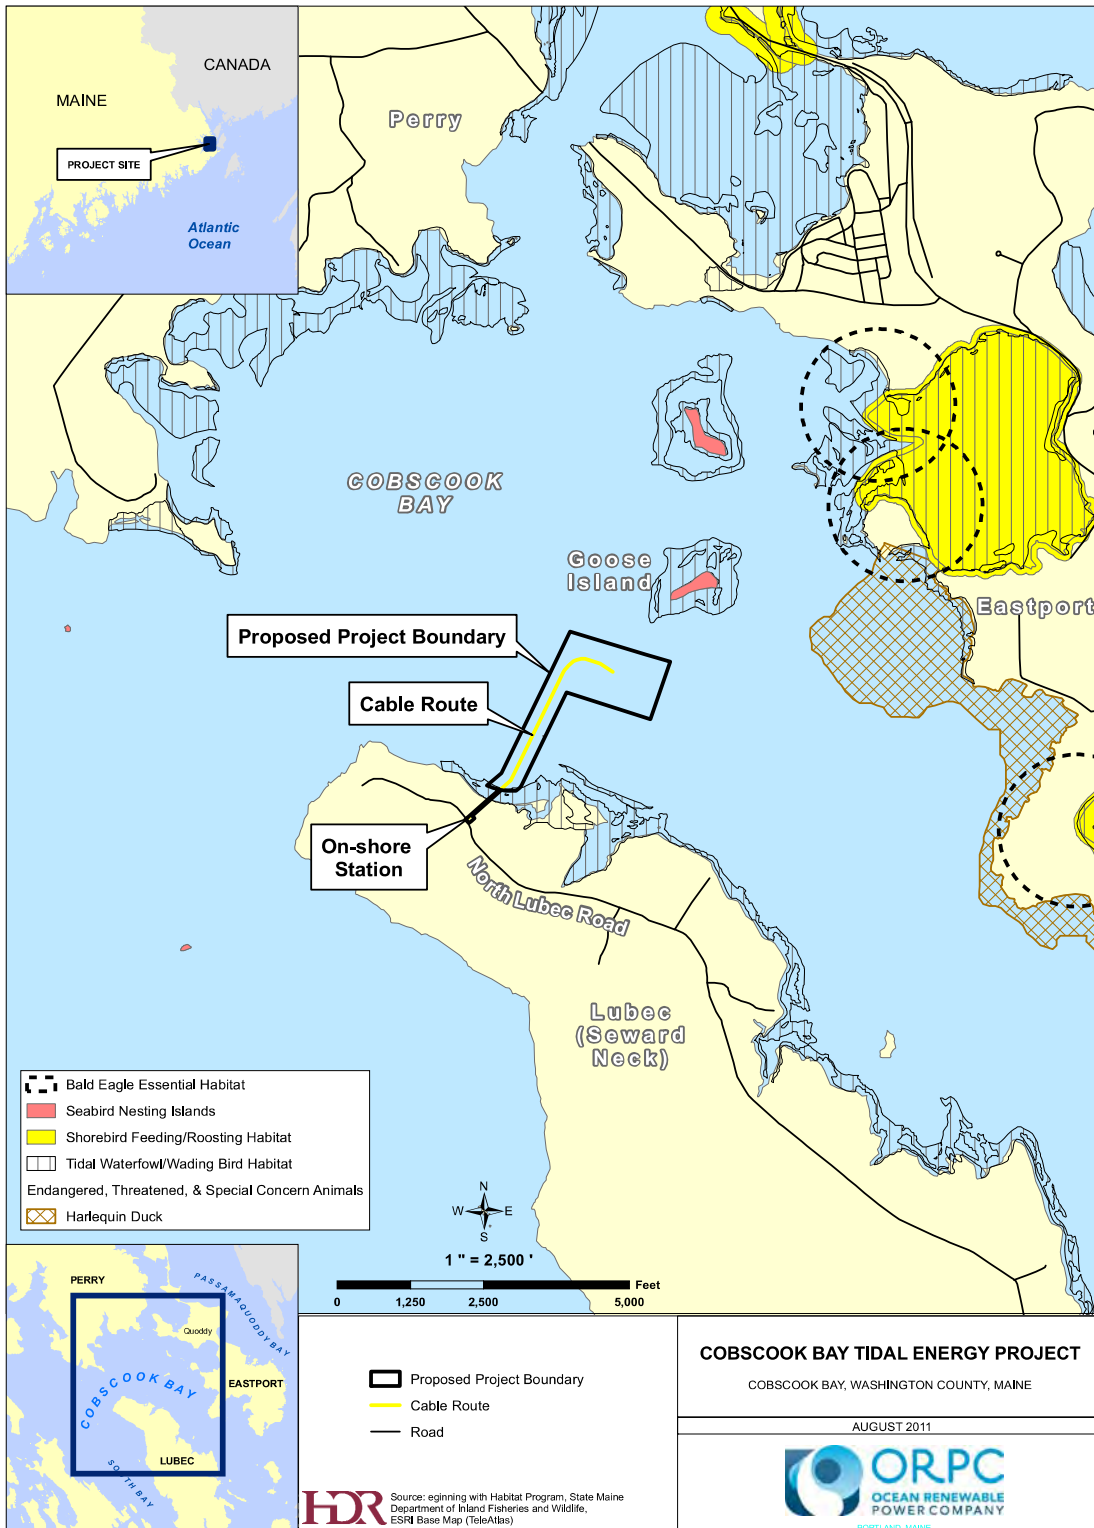 CANADA
MAINE
PROJECT SITE
Atlantic
Ocean
Perry
COBSCOOK
BAY
Goose
Island
Eastport
Proposed Project Boundary
Cable Route
On-shore
Station
North Lubec Road
Lubec
(Seward
Neck)
Bald Eagle Essential Habitat
Seabird Nesting Islands
Shorebird Feeding/Roosting Habitat
Tidal Waterfowl/Wading Bird Habitat
Endangered, Threatened, & Special Concern Animals
Harlequin Duck
N
W E
S
1 " = 2,500 '
Feet
0 1,250 2,500 5,000
PERRY
PASSAMAQUODDY BAY
Quoddy
COBSCOOK BAY
EASTPORT
LUBEC
SOUTH BAY
Proposed Project Boundary
Cable Route
Road
HDR
Source: eginning with Habitat Program, State Maine
Department of Inland Fisheries and Wildlife,
ESRI Base Map (TeleAtlas)
COBSCOOK BAY TIDAL ENERGY PROJECT
COBSCOOK BAY, WASHINGTON COUNTY, MAINE
AUGUST 2011
ORPC
OCEAN RENEWABLE
POWER COMPANY
PORTLAND, MAINE